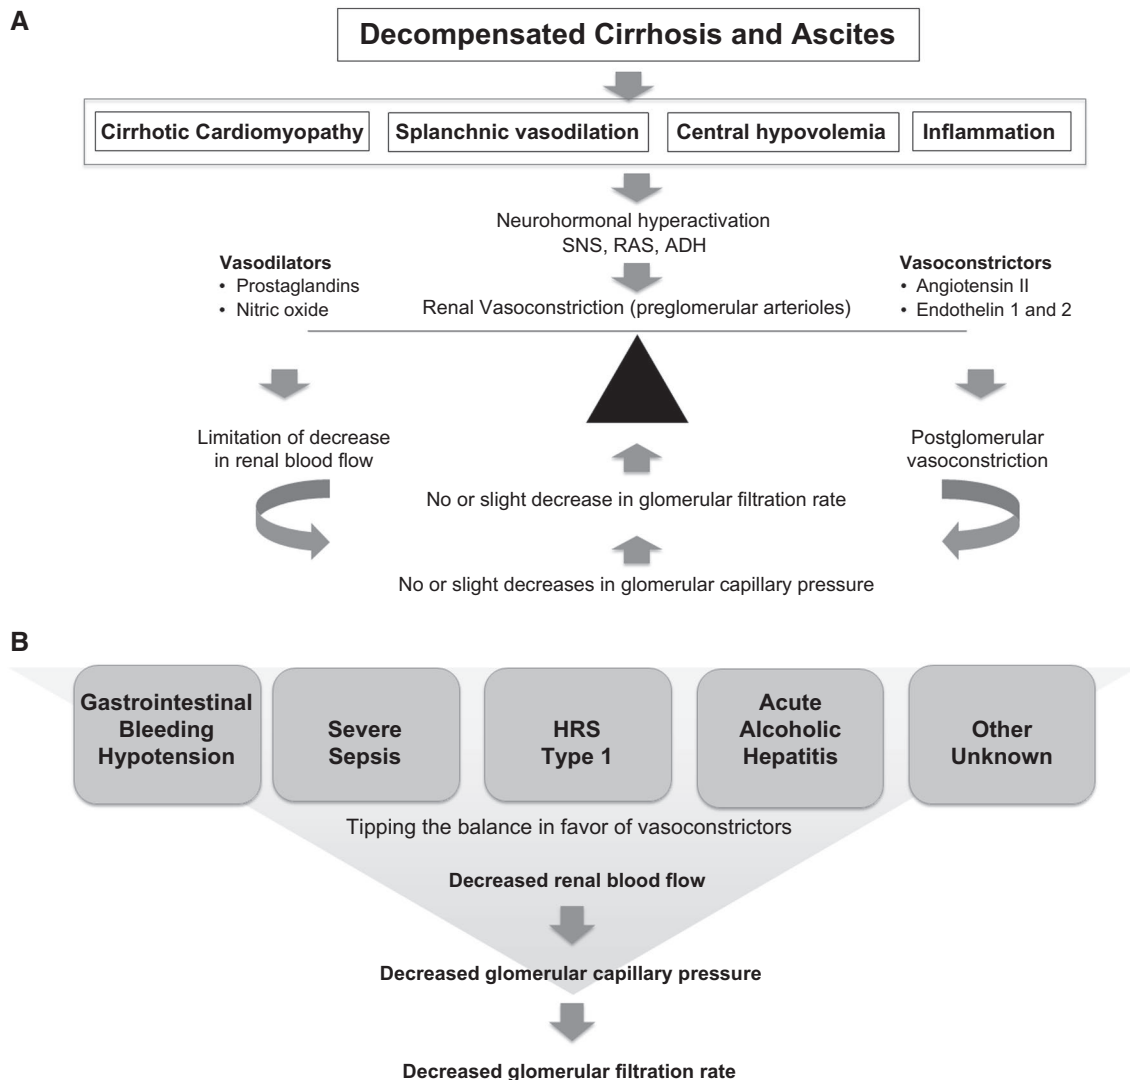 A
Decompensated Cirrhosis and Ascites
Cirrhotic Cardiomyopathy
Splanchnic vasodilation
Central hypovolemia
Inflammation
Neurohormonal hyperactivation
SNS, RAS, ADH
Vasodilators
• Prostaglandins
• Nitric oxide
Renal Vasoconstriction (preglomerular arterioles)
Vasoconstrictors
• Angiotensin II
• Endothelin 1 and 2
Limitation of decrease
in renal blood flow
Postglomerular
vasoconstriction
No or slight decrease in glomerular filtration rate
No or slight decreases in glomerular capillary pressure
B
Gastrointestinal
Bleeding
Hypotension
Severe
Sepsis
HRS
Type 1
Acute
Alcoholic
Hepatitis
Other
Unknown
Tipping the balance in favor of vasoconstrictors
Decreased renal blood flow
Decreased glomerular capillary pressure
Decreased glomerular filtration rate